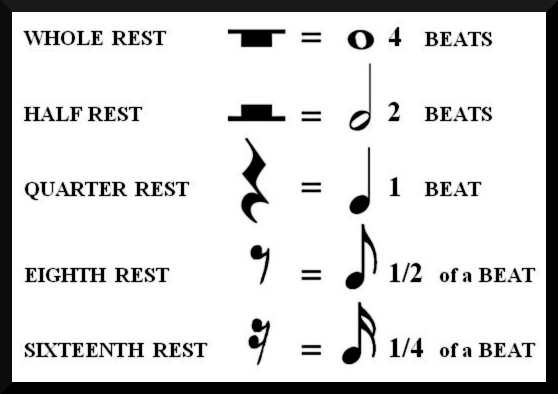 WHOLE REST = 4 BEATS
HALF REST = 2 BEATS
QUARTER REST = 1 BEAT
EIGHTH REST = 1/2 of a BEAT
SIXTEENTH REST = 1/4 of a BEAT